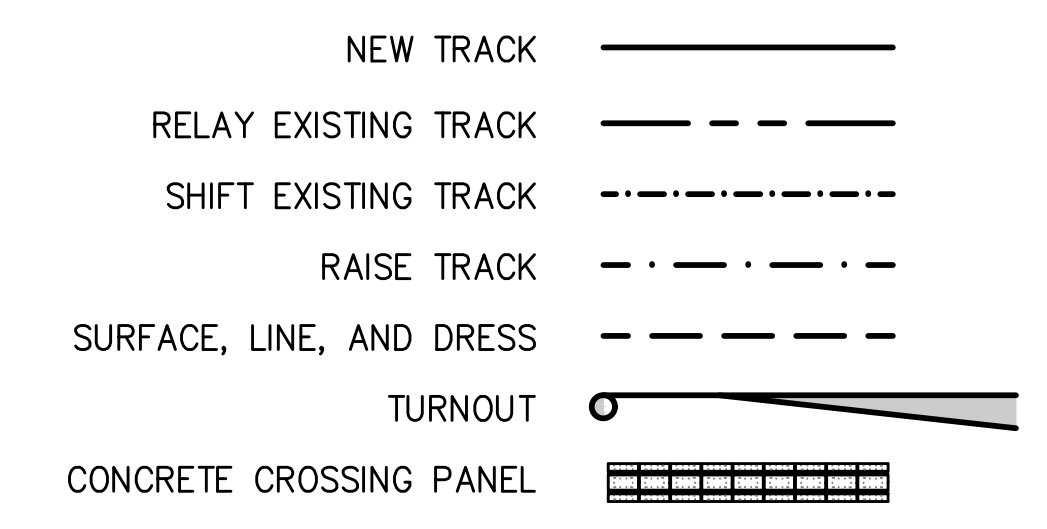 NEW TRACK
RELAY EXISTING TRACK
SHIFT EXISTING TRACK
RAISE TRACK
SURFACE, LINE, AND DRESS
TURNOUT
CONCRETE CROSSING PANEL